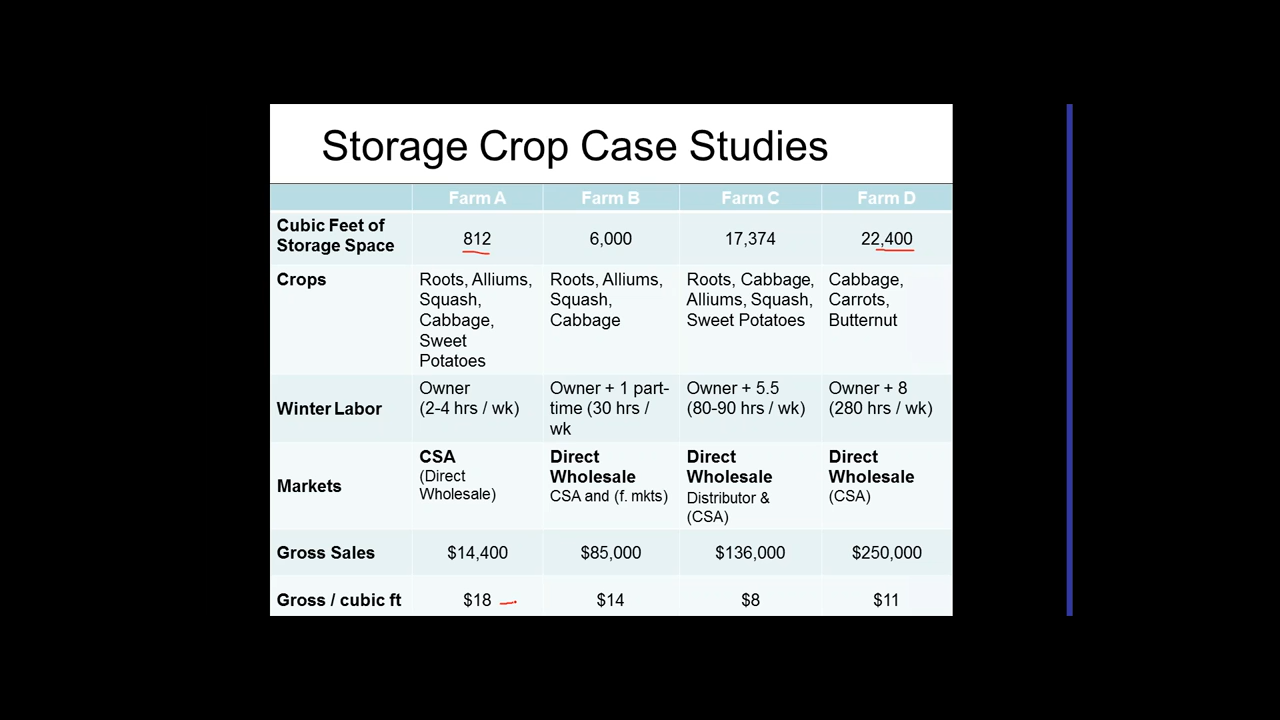 Storage Crop Case Studies
Farm A Farm B Farm C Farm D
Cubic Feet of
Storage Space
812 6,000 17,374 22,400
Crops
Roots, Alliums,
Squash,
Cabbage,
Sweet
Potatoes
Roots, Alliums,
Squash,
Cabbage
Roots, Cabbage,
Alliums, Squash,
Sweet Potatoes
Cabbage,
Carrots,
Butternut
Winter Labor
Owner
(2-4 hrs / wk)
Owner + 1 part-
time (30 hrs /
wk
Owner + 5.5
(80-90 hrs / wk)
Owner + 8
(280 hrs / wk)
Markets
CSA
(Direct
Wholesale)
Direct
Wholesale
CSA and (f. mkts)
Direct
Wholesale
Distributor &
(CSA)
Direct
Wholesale
(CSA)
Gross Sales $14,400 $85,000 $136,000 $250,000
Gross / cubic ft $18 $14 $8 $11